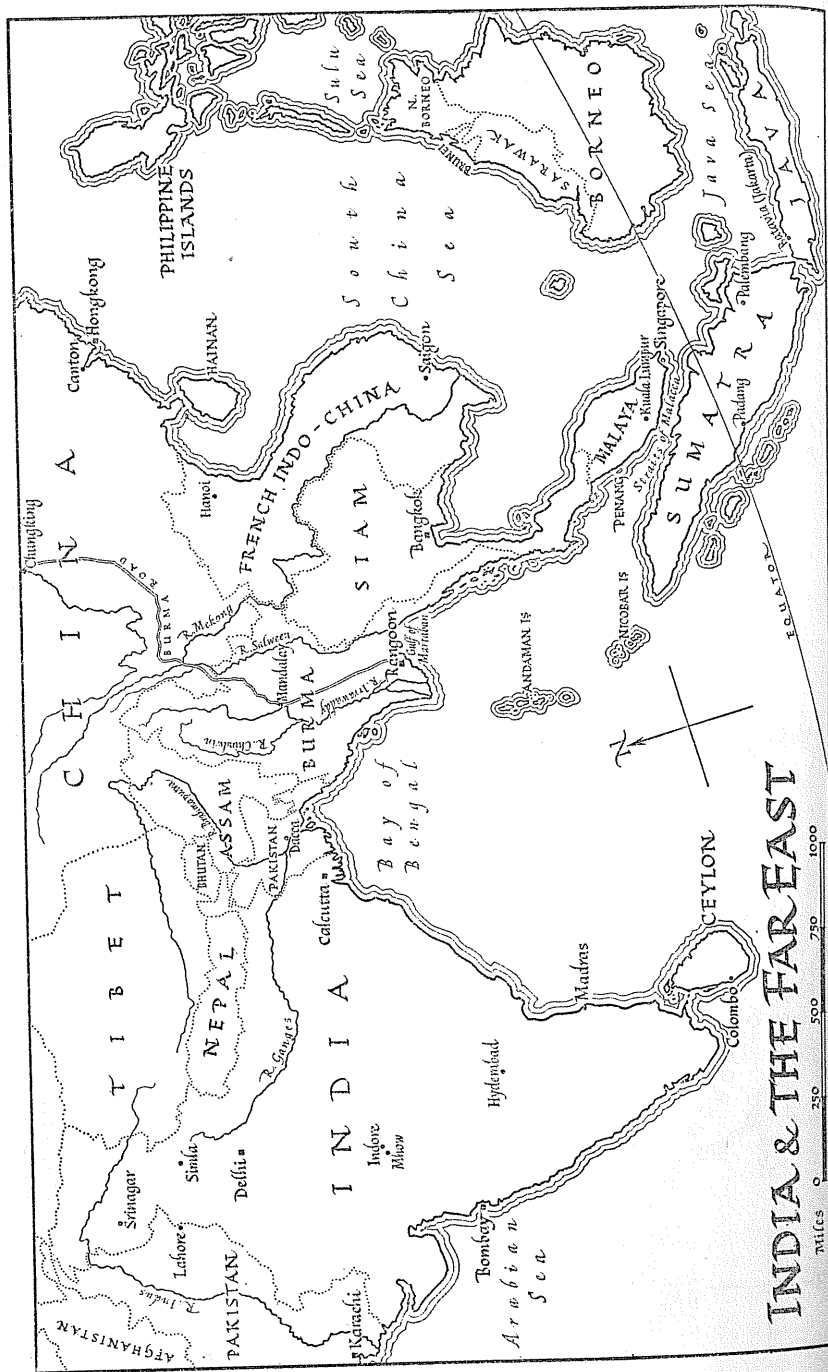 INDIA & THE FAR EAST
Miles 0 250 500 750 1000
AFGHANISTAN
R. Indus
PAKISTAN
Karachi
Lahore
Srinagar
Simla
Delhi
TIBET
NEPAL
R. Ganges
INDIA
Indore
Mhow
Bombay
Arabian
Sea
Hydembad
Madras
Colombo
CEYLON
Calcutta
Bay of
Bengal
BHUTAN
ASSAM
R. Brahmaputra
PAKISTAN
Dacca
CHINA
Chungking
BURMA ROAD
R. Chindwin
BURMA
Mandalay
R. Irrawaddy
R. Salween
R. Mekong
Rangoon
Gulf of
Martaban
ANDAMAN IS
NICOBAR IS
N
EQUATOR
Canton
Hongkong
HAINAN
Hanoi
FRENCH INDO-CHINA
SIAM
Bangkok
Saigon
PHILIPPINE
ISLANDS
Sulu
Sea
South
China
Sea
N.
BORNEO
BRUNEI
SARAWAK
BORNEO
MALAYA
PENANG
Kuala Lumpur
Singapore
Straits of Malacca
SUMATRA
Padang
Palembang
Java Sea
Batavia (Jakarta)
JAVA